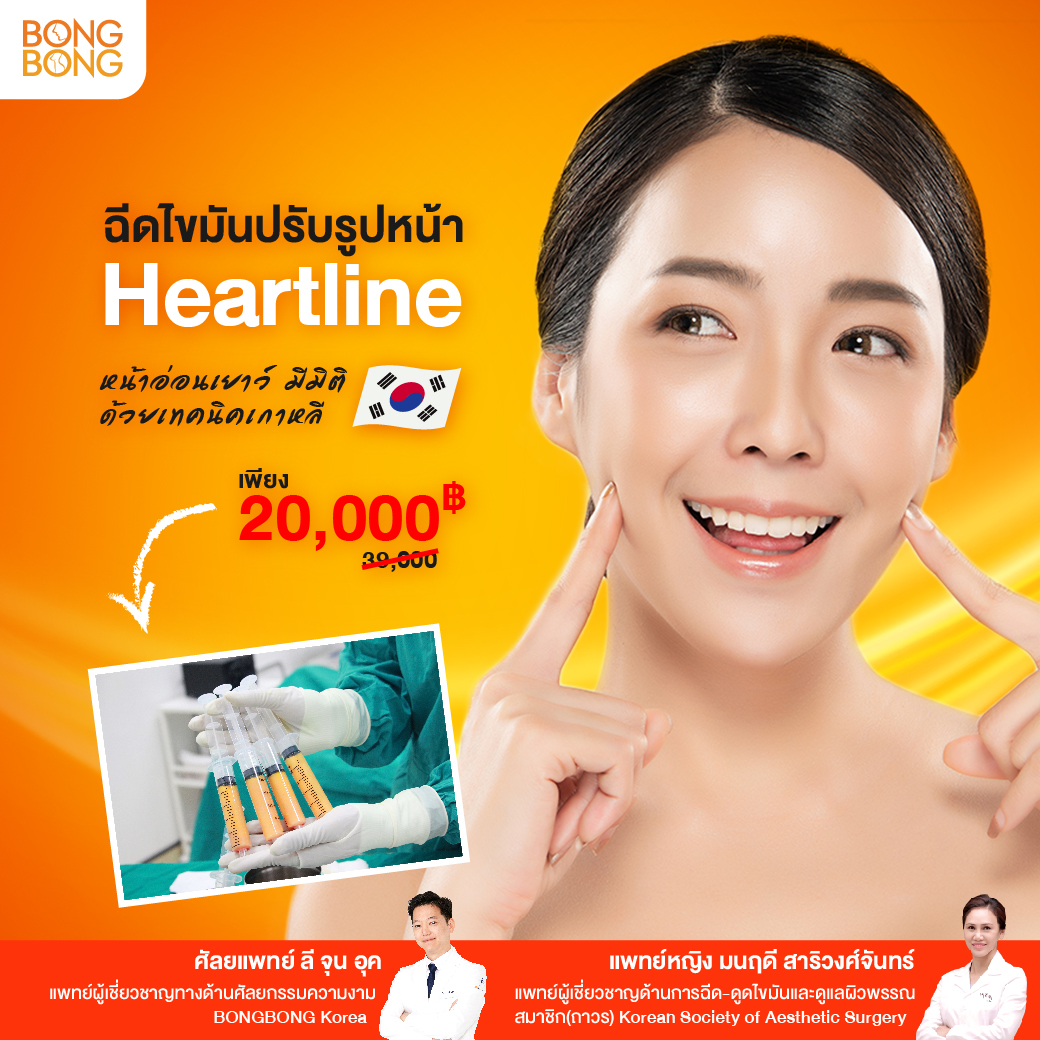 BONG
BONG
ฉีดไขมันปรับรูปหน้า
Heartline
หน้าอ่อนเยาว์ มีมิติ
ด้วยเทคนิคเกาหลี
เพียง
20,000฿
39,000
ศัลยแพทย์ ลี จุน อุค
แพทย์ผู้เชี่ยวชาญทางด้านศัลยกรรมความงาม
BONGBONG Korea
แพทย์หญิง มนฤดี สาริวงศ์จันทร์
แพทย์ผู้เชี่ยวชาญด้านการฉีด-ดูดไขมันและดูแลผิวพรรณ
สมาชิก(ถาวร) Korean Society of Aesthetic Surgery